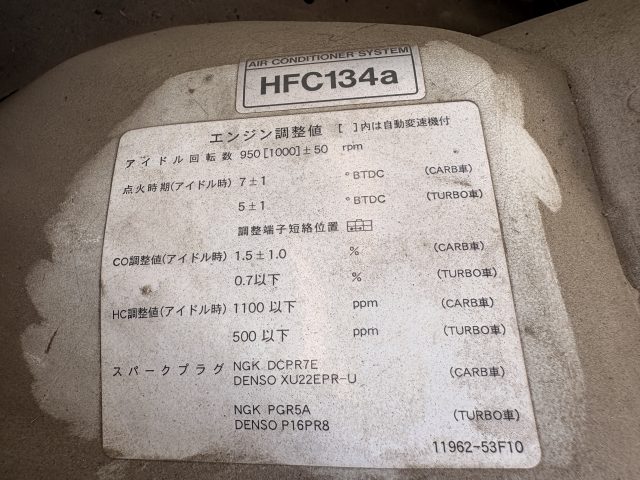 AIR CONDITIONER SYSTEM
HFC134a
エンジン調整値 [ ]内は自動変速機付
アイドル回転数 950[1000]±50 rpm
点火時期(アイドル時) 7±1 °BTDC (CARB車)
5±1 °BTDC (TURBO車)
調整端子短絡位置
CO調整値(アイドル時) 1.5±1.0 % (CARB車)
0.7以下 % (TURBO車)
HC調整値(アイドル時) 1100以下 ppm (CARB車)
500以下 ppm (TURBO車)
スパークプラグ NGK DCPR7E
DENSO XU22EPR-U (CARB車)
NGK PGR5A
DENSO P16PR8 (TURBO車)
11962-53F10